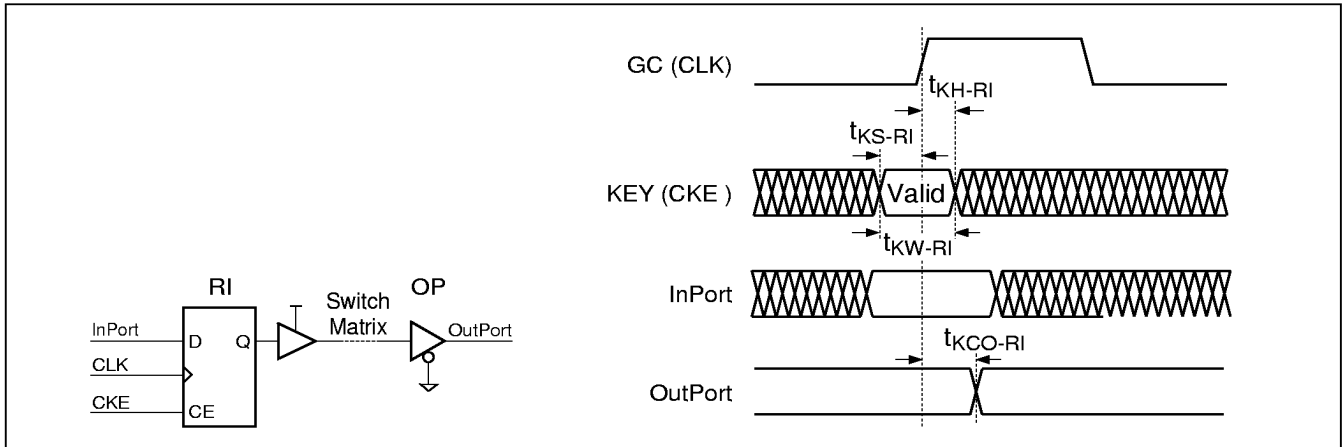 RI
OP
Switch
Matrix
InPort
D
Q
OutPort
CLK
CKE
CE
GC (CLK)
tKH-RI
tKS-RI
KEY (CKE )
Valid
tKW-RI
InPort
tKCO-RI
OutPort